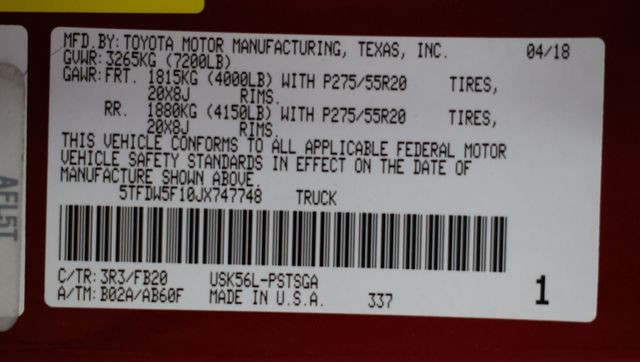 MFD. BY: TOYOTA MOTOR MANUFACTURING, TEXAS, INC. 04/18
GVWR: 3265KG (7200LB)
GAWR: FRT. 1815KG (4000LB) WITH P275/55R20 TIRES,
20X8J RIMS.
RR. 1880KG (4150LB) WITH P275/55R20 TIRES,
20X8J RIMS.
THIS VEHICLE CONFORMS TO ALL APPLICABLE FEDERAL MOTOR
VEHICLE SAFETY STANDARDS IN EFFECT ON THE DATE OF
MANUFACTURE SHOWN ABOVE.
5TFDW5F10JX747748 TRUCK
C/TR: 3R3/FB20 USK56L-PSTSGA
A/TM: B02A/AB60F MADE IN U.S.A. 337 1
AFL5T